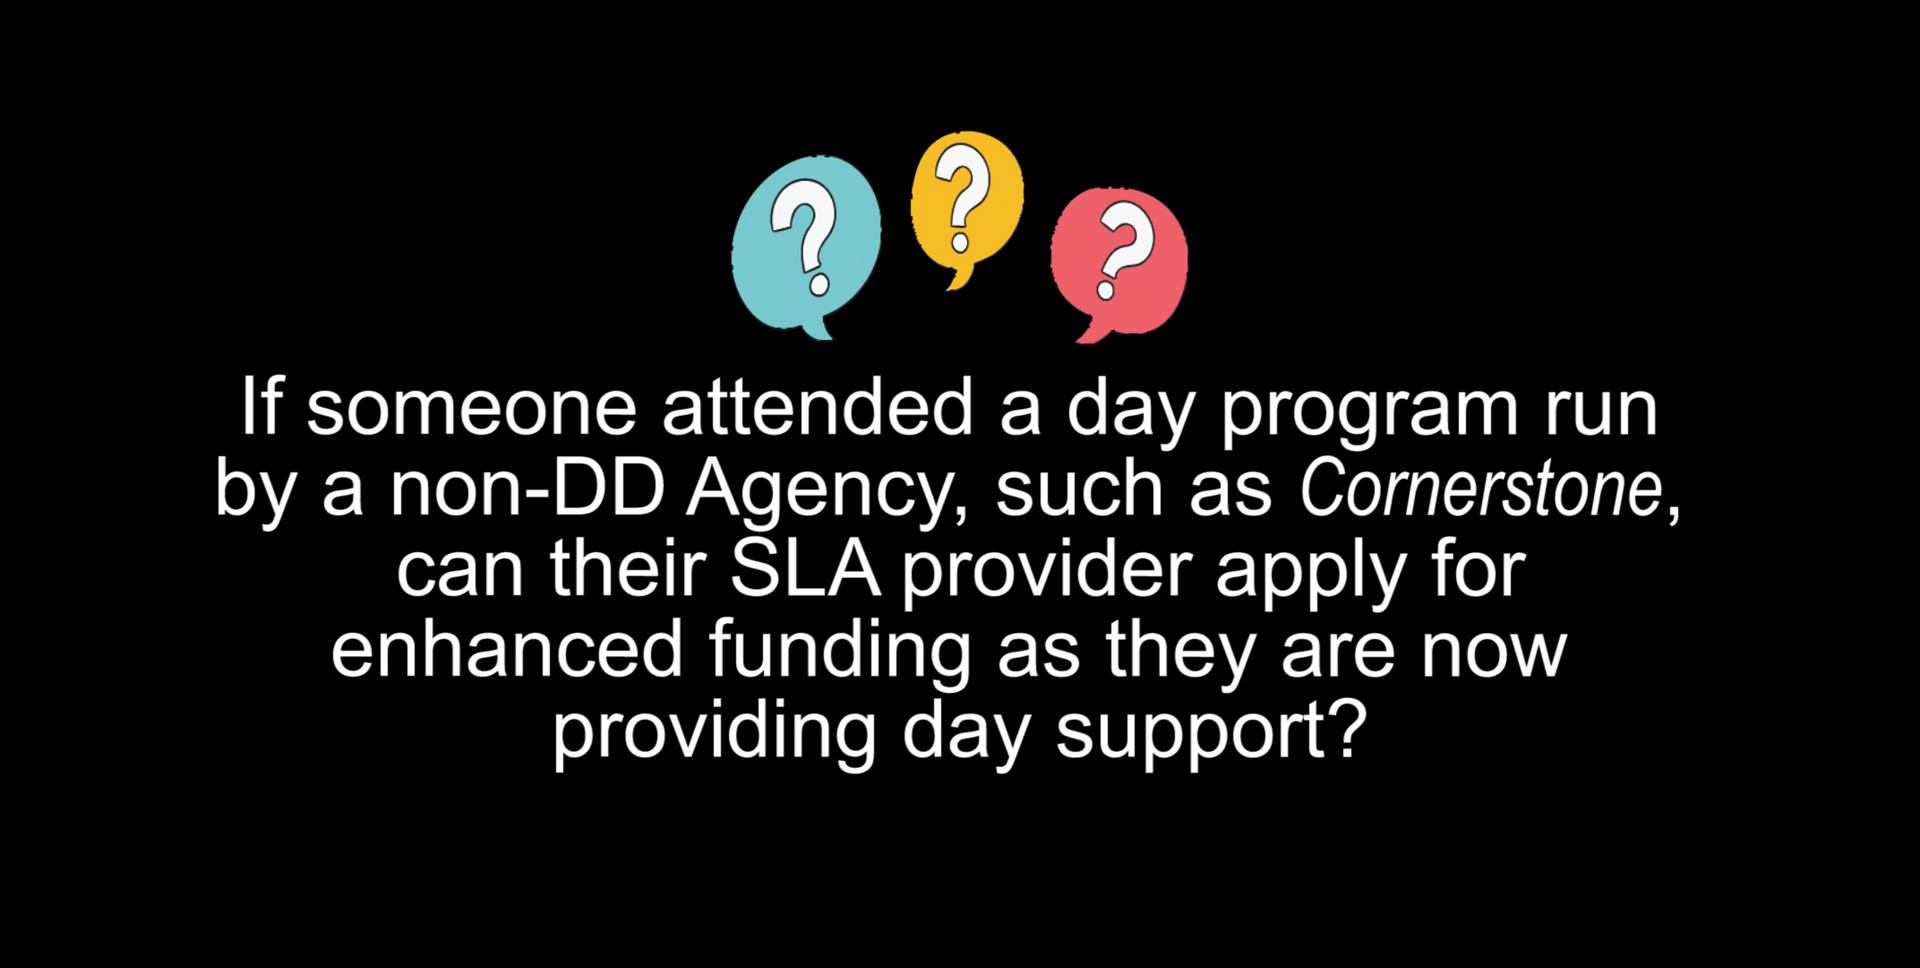 ? ? ?
If someone attended a day program run
by a non-DD Agency, such as Cornerstone,
can their SLA provider apply for
enhanced funding as they are now
providing day support?